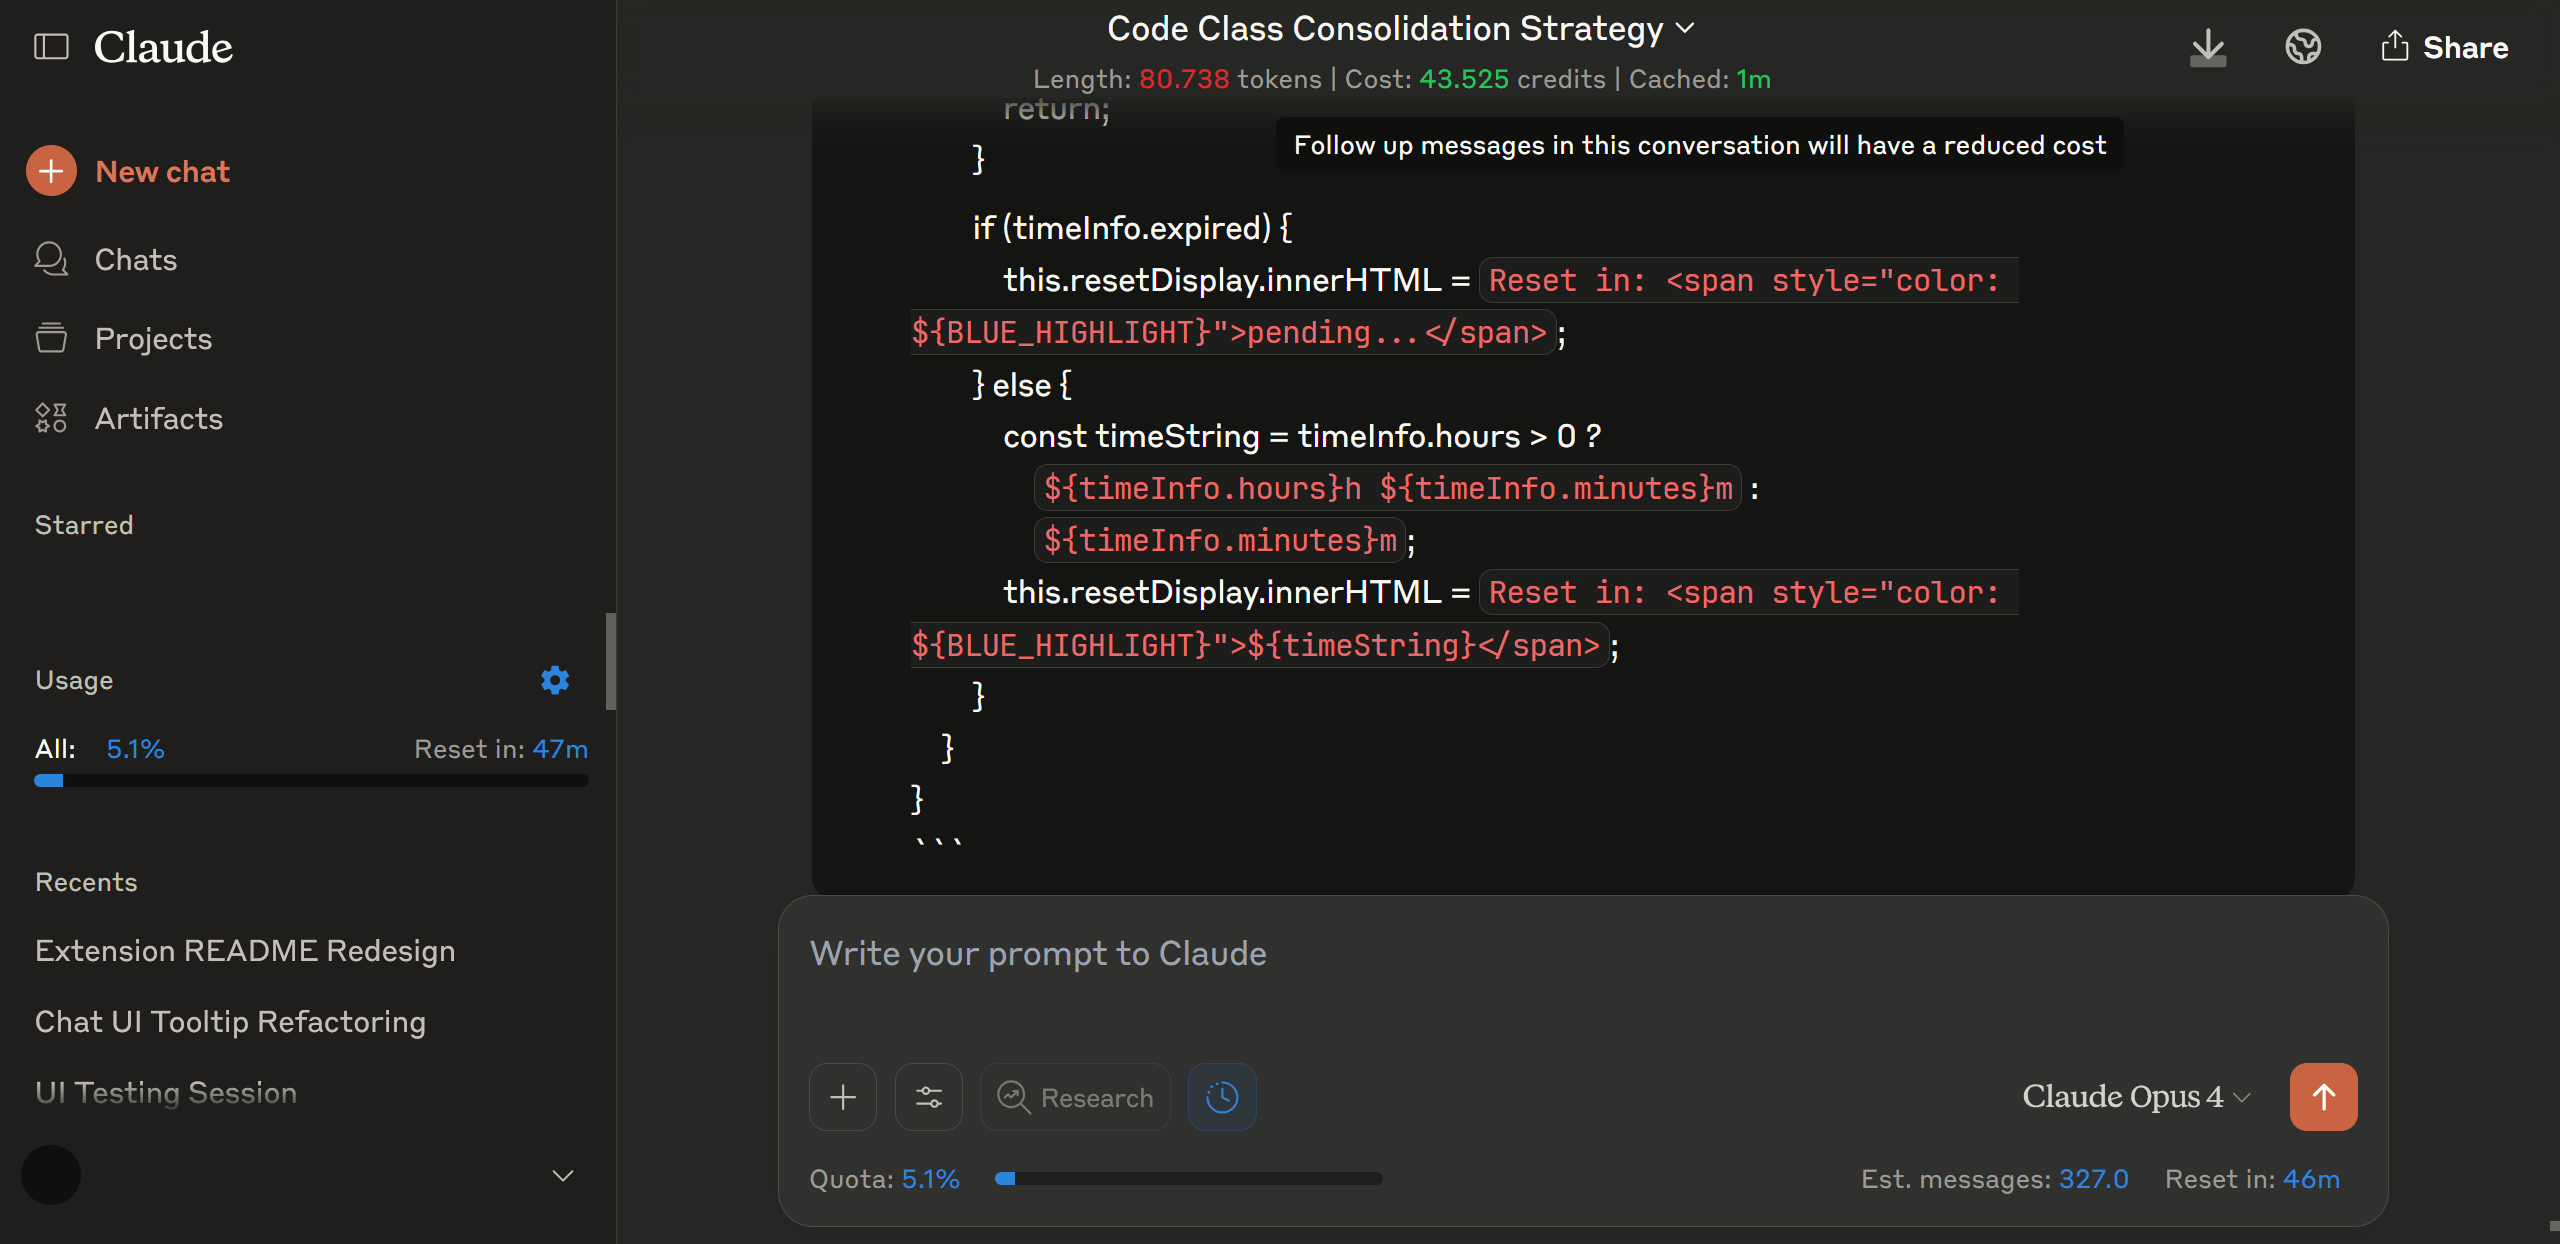 Claude
New chat
Chats
Projects
Artifacts
Starred
Usage
All: 5.1% Reset in: 47m
Recents
Extension README Redesign
Chat UI Tooltip Refactoring
UI Testing Session
Code Class Consolidation Strategy
Length: 80.738 tokens | Cost: 43.525 credits | Cached: 1m
Share
Follow up messages in this conversation will have a reduced cost
return;
}
if (timeInfo.expired) {
this.resetDisplay.innerHTML = Reset in: <span style="color:
${BLUE_HIGHLIGHT}">pending...</span>;
} else {
const timeString = timeInfo.hours > 0 ?
${timeInfo.hours}h ${timeInfo.minutes}m :
${timeInfo.minutes}m;
this.resetDisplay.innerHTML = Reset in: <span style="color:
${BLUE_HIGHLIGHT}">${timeString}</span>;
}
}
}
```
Write your prompt to Claude
Research
Claude Opus 4
Quota: 5.1% Est. messages: 327.0 Reset in: 46m